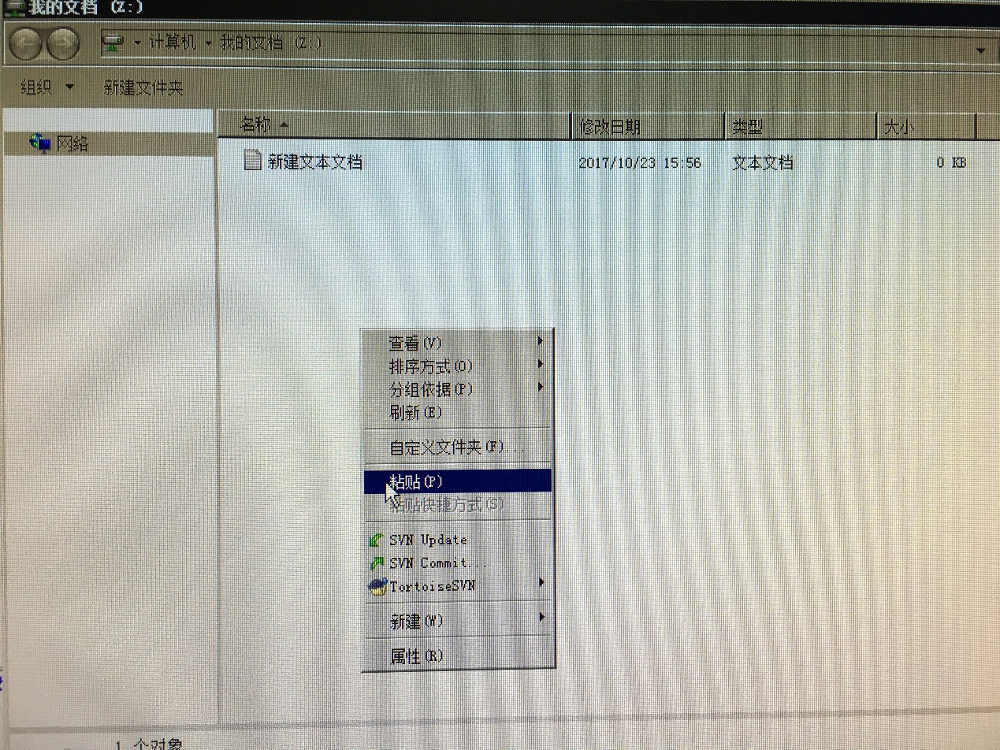 我的文档 (Z:)
计算机 我的文档 (Z:)
组织 新建文件夹
名称 修改日期 类型 大小
网络
新建文本文档 2017/10/23 15:56 文本文档 0 KB
查看(V)
排序方式(O)
分组依据(P)
刷新(E)
自定义文件夹(F)...
粘贴(P)
粘贴快捷方式(S)
SVN Update
SVN Commit...
TortoiseSVN
新建(W)
属性(R)
1 个对象